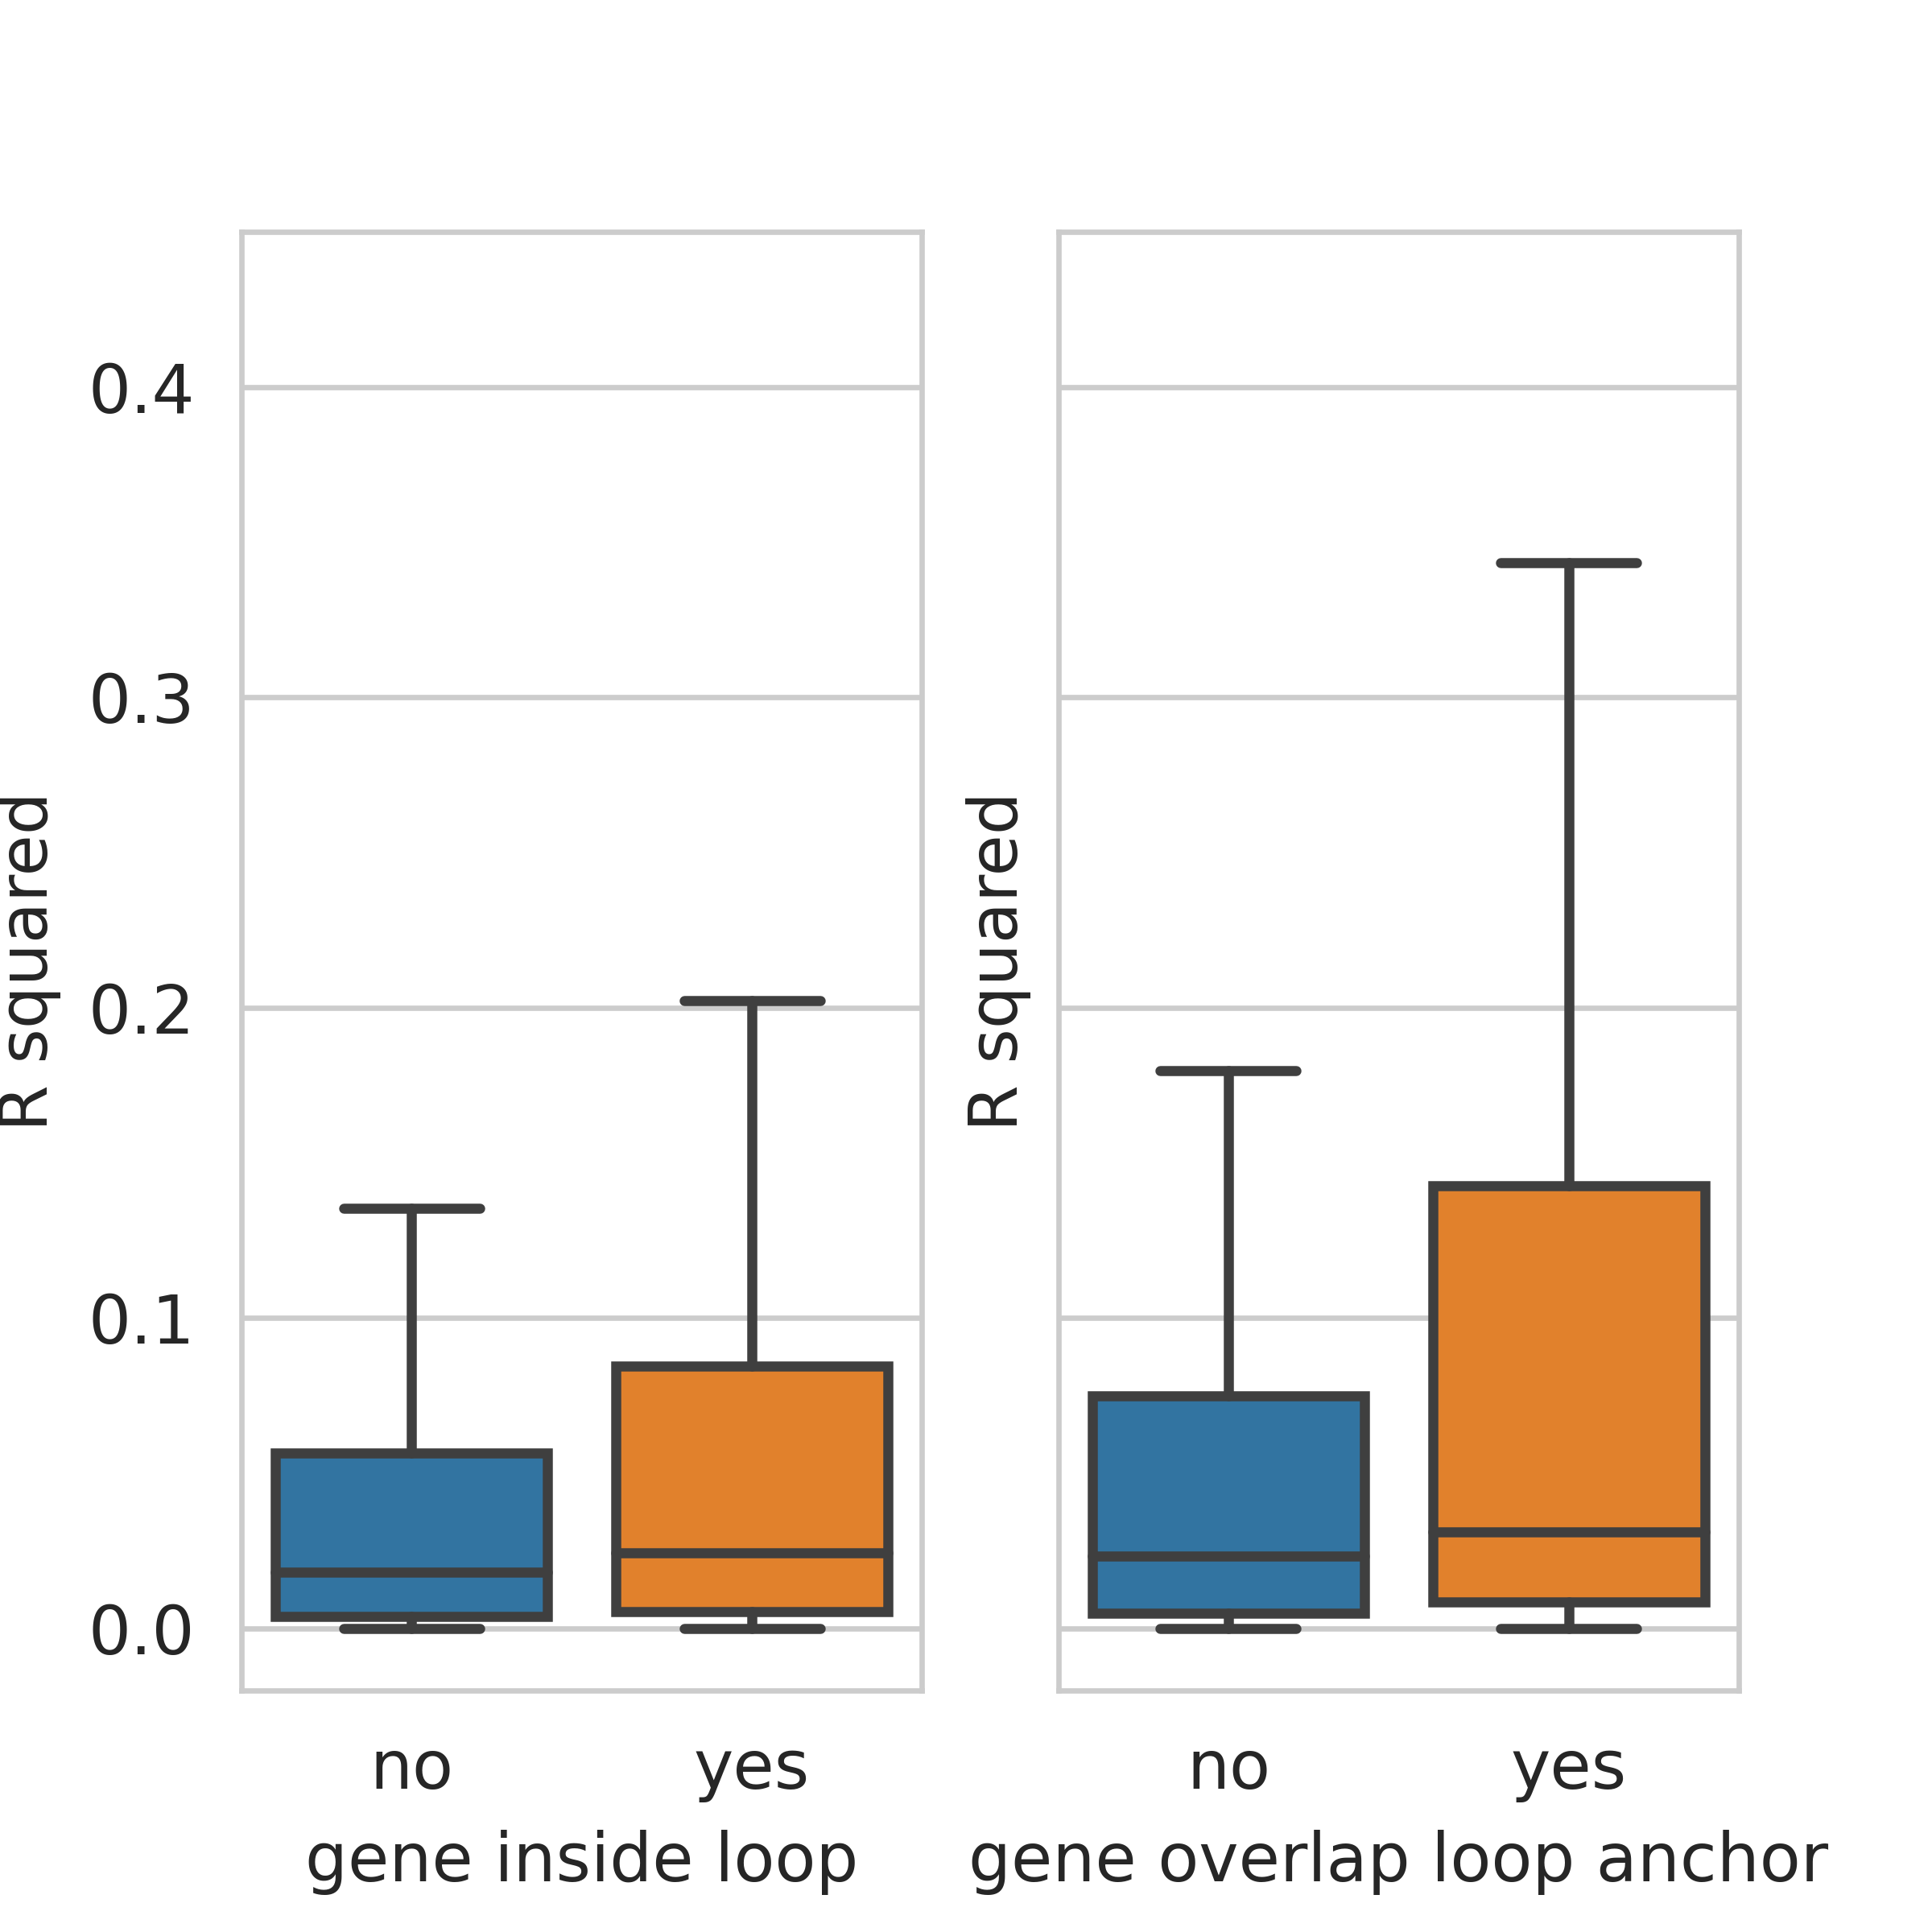 0.4
0.3
0.2
0.1
0.0
R squared
R squared
no
yes
no
yes
gene inside loop
gene overlap loop anchor